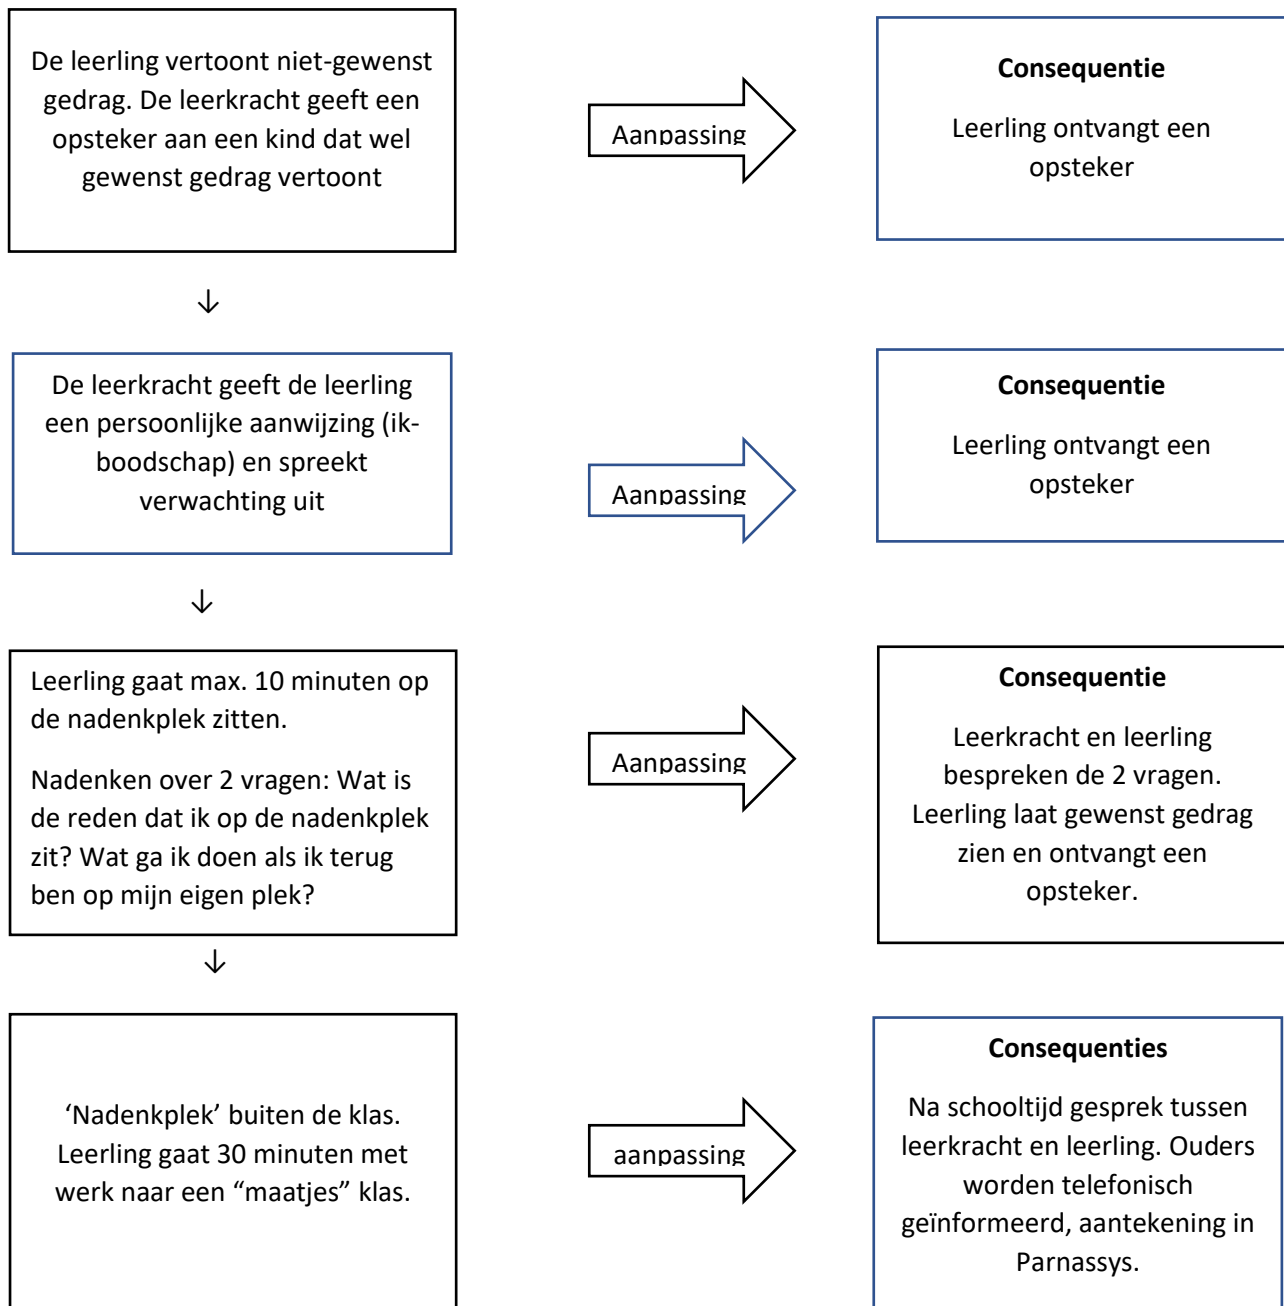 De leerling vertoont niet-gewenst
gedrag. De leerkracht geeft een
opsteker aan een kind dat wel
gewenst gedrag vertoont
Aanpassing
Consequentie
Leerling ontvangt een
opsteker
↓
De leerkracht geeft de leerling
een persoonlijke aanwijzing (ik-
boodschap) en spreekt
verwachting uit
Aanpassing
Consequentie
Leerling ontvangt een
opsteker
↓
Leerling gaat max. 10 minuten op
de nadenkplek zitten.
Nadenken over 2 vragen: Wat is
de reden dat ik op de nadenkplek
zit? Wat ga ik doen als ik terug
ben op mijn eigen plek?
Aanpassing
Consequentie
Leerkracht en leerling
bespreken de 2 vragen.
Leerling laat gewenst gedrag
zien en ontvangt een
opsteker.
↓
‘Nadenkplek’ buiten de klas.
Leerling gaat 30 minuten met
werk naar een “maatjes” klas.
aanpassing
Consequenties
Na schooltijd gesprek tussen
leerkracht en leerling. Ouders
worden telefonisch
geïnformeerd, aantekening in
Parnassys.